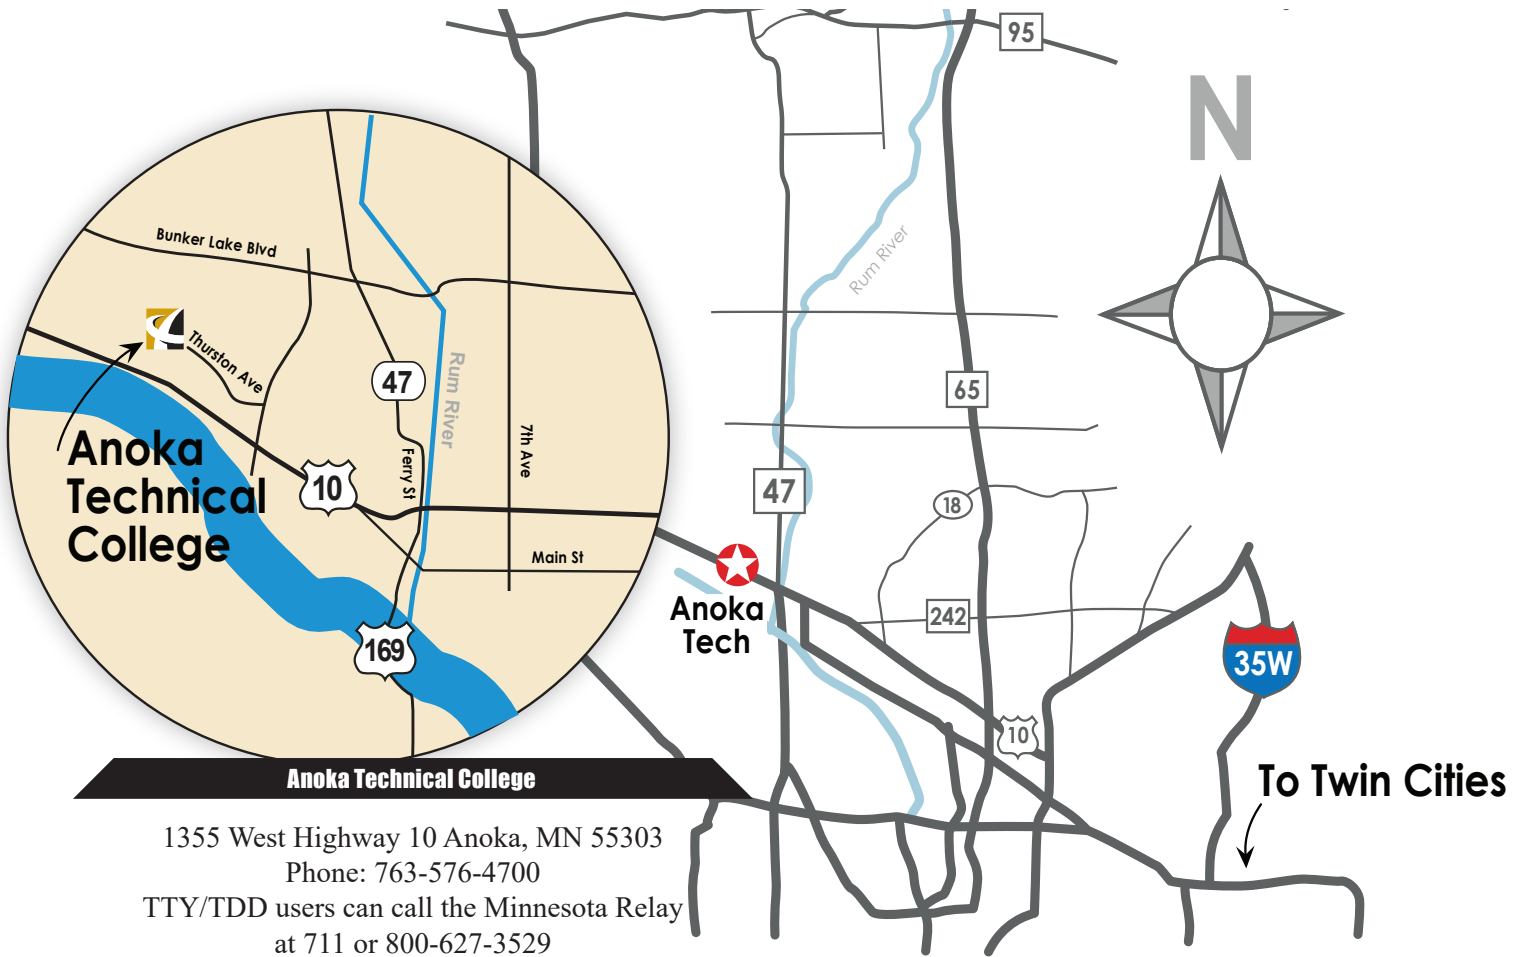 95
N
Rum River
Bunker Lake Blvd
Thurston Ave
47
Rum River
65
7th Ave
Anoka
Technical
College
Ferry St
10
47
18
Main St
Anoka
Tech
242
169
35W
10
To Twin Cities
Anoka Technical College
1355 West Highway 10 Anoka, MN 55303
Phone: 763-576-4700
TTY/TDD users can call the Minnesota Relay
at 711 or 800-627-3529